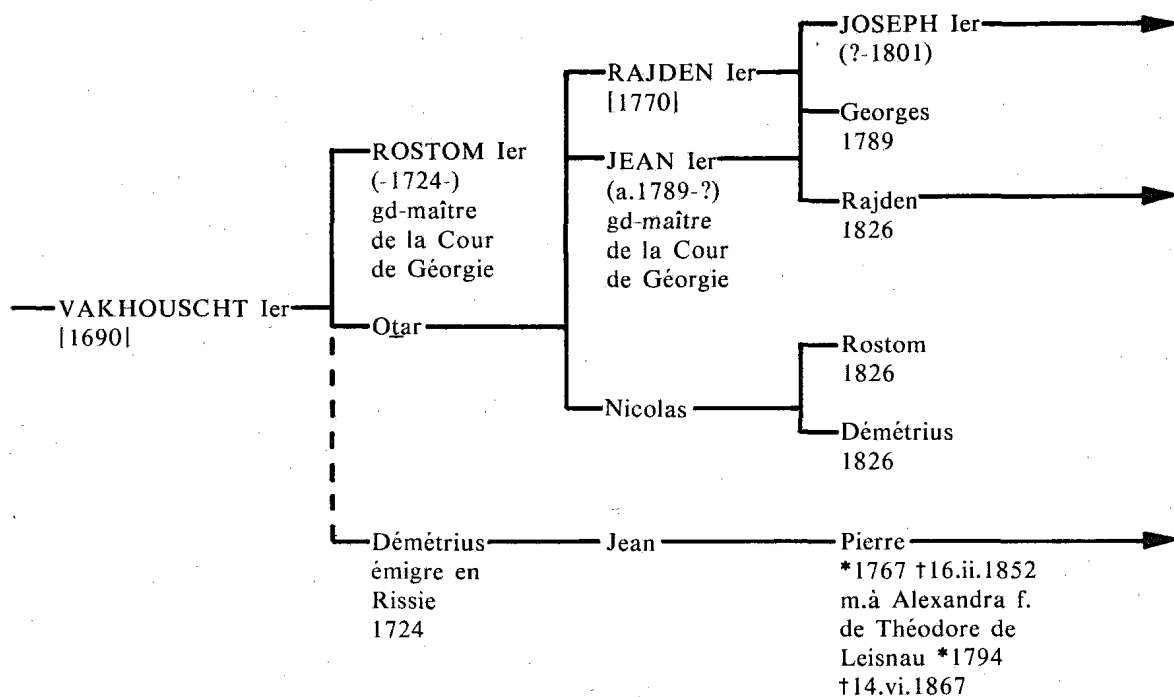 VAKHOUSCHT Ier
[1690]
ROSTOM Ier
(-1724-)
gd-maître
de la Cour
de Géorgie
Otar
Démétrius
émigre en
Rissie
1724
RAJDEN Ier
[1770]
JEAN Ier
(a.1789-?)
gd-maître
de la Cour
de Géorgie
Nicolas
Jean
JOSEPH Ier
(?-1801)
Georges
1789
Rajden
1826
Rostom
1826
Démétrius
1826
Pierre
*1767 †16.ii.1852
m.à Alexandra f.
de Théodore de
Leisnau *1794
†14.vi.1867